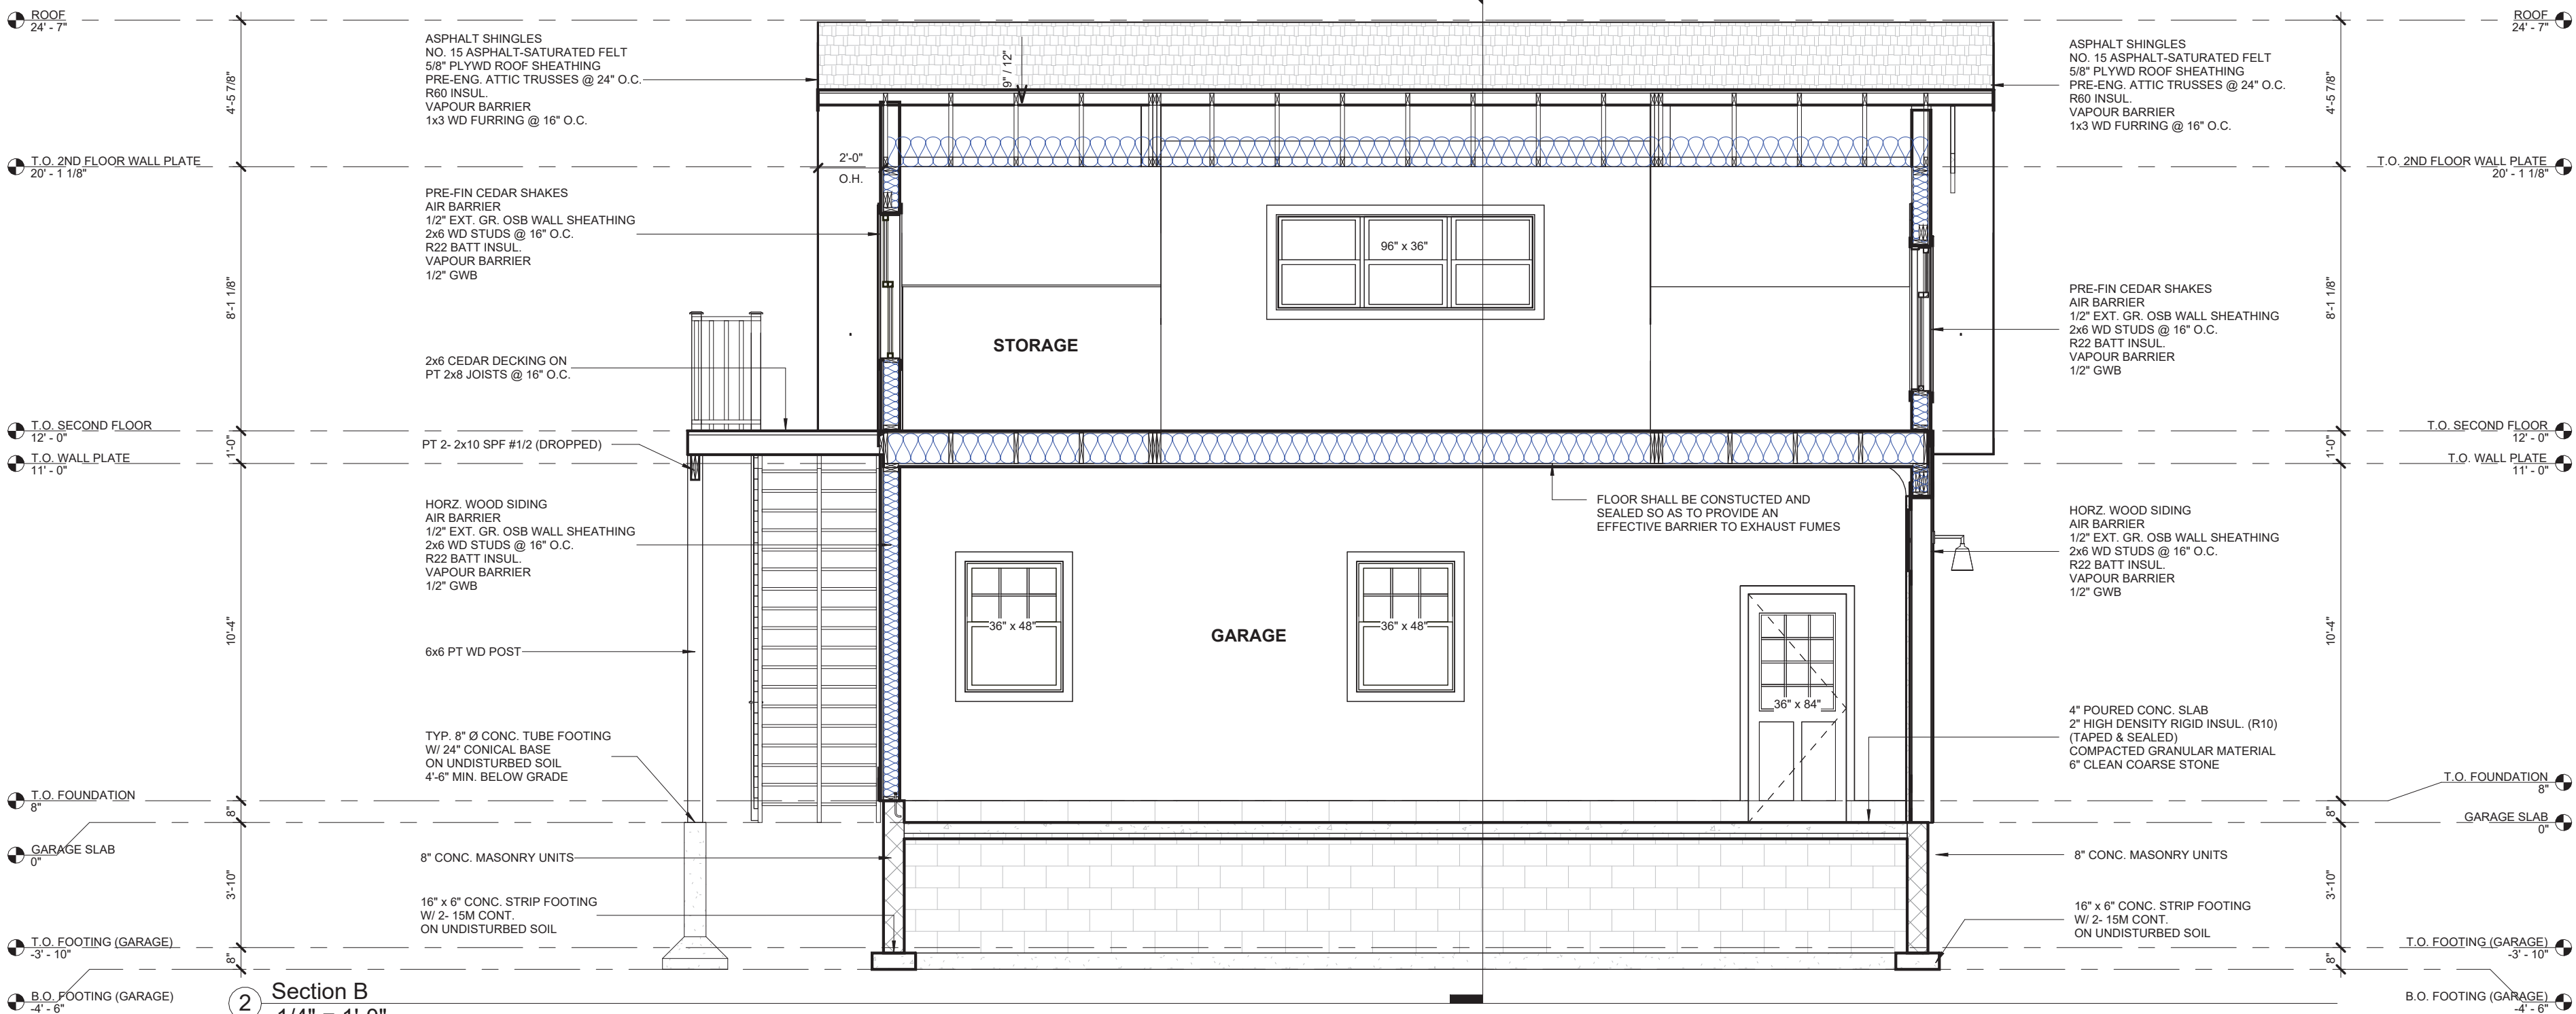 ROOF
24' - 7"
T.O. 2ND FLOOR WALL PLATE
20' - 1 1/8"
T.O. SECOND FLOOR
12' - 0"
T.O. WALL PLATE
11' - 0"
T.O. FOUNDATION
8"
GARAGE SLAB
0"
T.O. FOOTING (GARAGE)
-3' - 10"
B.O. FOOTING (GARAGE)
-4' - 6"
4'-5 7/8"
8'-1 1/8"
1'-0"
10'-4"
8"
3'-10"
8"
ASPHALT SHINGLES
NO. 15 ASPHALT-SATURATED FELT
5/8" PLYWD ROOF SHEATHING
PRE-ENG. ATTIC TRUSSES @ 24" O.C.
R60 INSUL.
VAPOUR BARRIER
1x3 WD FURRING @ 16" O.C.
PRE-FIN CEDAR SHAKES
AIR BARRIER
1/2" EXT. GR. OSB WALL SHEATHING
2x6 WD STUDS @ 16" O.C.
R22 BATT INSUL.
VAPOUR BARRIER
1/2" GWB
2x6 CEDAR DECKING ON
PT 2x8 JOISTS @ 16" O.C.
PT 2- 2x10 SPF #1/2 (DROPPED)
HORZ. WOOD SIDING
AIR BARRIER
1/2" EXT. GR. OSB WALL SHEATHING
2x6 WD STUDS @ 16" O.C.
R22 BATT INSUL.
VAPOUR BARRIER
1/2" GWB
6x6 PT WD POST
TYP. 8" Ø CONC. TUBE FOOTING
W/ 24" CONICAL BASE
ON UNDISTURBED SOIL
4'-6" MIN. BELOW GRADE
8" CONC. MASONRY UNITS
16" x 6" CONC. STRIP FOOTING
W/ 2- 15M CONT.
ON UNDISTURBED SOIL
9" / 12"
2'-0"
O.H.
96" x 36"
STORAGE
FLOOR SHALL BE CONSTUCTED AND
SEALED SO AS TO PROVIDE AN
EFFECTIVE BARRIER TO EXHAUST FUMES
36" x 48"
GARAGE
36" x 48"
36" x 84"
ASPHALT SHINGLES
NO. 15 ASPHALT-SATURATED FELT
5/8" PLYWD ROOF SHEATHING
PRE-ENG. ATTIC TRUSSES @ 24" O.C.
R60 INSUL.
VAPOUR BARRIER
1x3 WD FURRING @ 16" O.C.
PRE-FIN CEDAR SHAKES
AIR BARRIER
1/2" EXT. GR. OSB WALL SHEATHING
2x6 WD STUDS @ 16" O.C.
R22 BATT INSUL.
VAPOUR BARRIER
1/2" GWB
HORZ. WOOD SIDING
AIR BARRIER
1/2" EXT. GR. OSB WALL SHEATHING
2x6 WD STUDS @ 16" O.C.
R22 BATT INSUL.
VAPOUR BARRIER
1/2" GWB
4" POURED CONC. SLAB
2" HIGH DENSITY RIGID INSUL. (R10)
(TAPED & SEALED)
COMPACTED GRANULAR MATERIAL
6" CLEAN COARSE STONE
8" CONC. MASONRY UNITS
16" x 6" CONC. STRIP FOOTING
W/ 2- 15M CONT.
ON UNDISTURBED SOIL
4'-5 7/8"
8'-1 1/8"
1'-0"
10'-4"
8"
3'-10"
8"
ROOF
24' - 7"
T.O. 2ND FLOOR WALL PLATE
20' - 1 1/8"
T.O. SECOND FLOOR
12' - 0"
T.O. WALL PLATE
11' - 0"
T.O. FOUNDATION
8"
GARAGE SLAB
0"
T.O. FOOTING (GARAGE)
-3' - 10"
B.O. FOOTING (GARAGE)
-4' - 6"
2
Section B
1/4" = 1'-0"